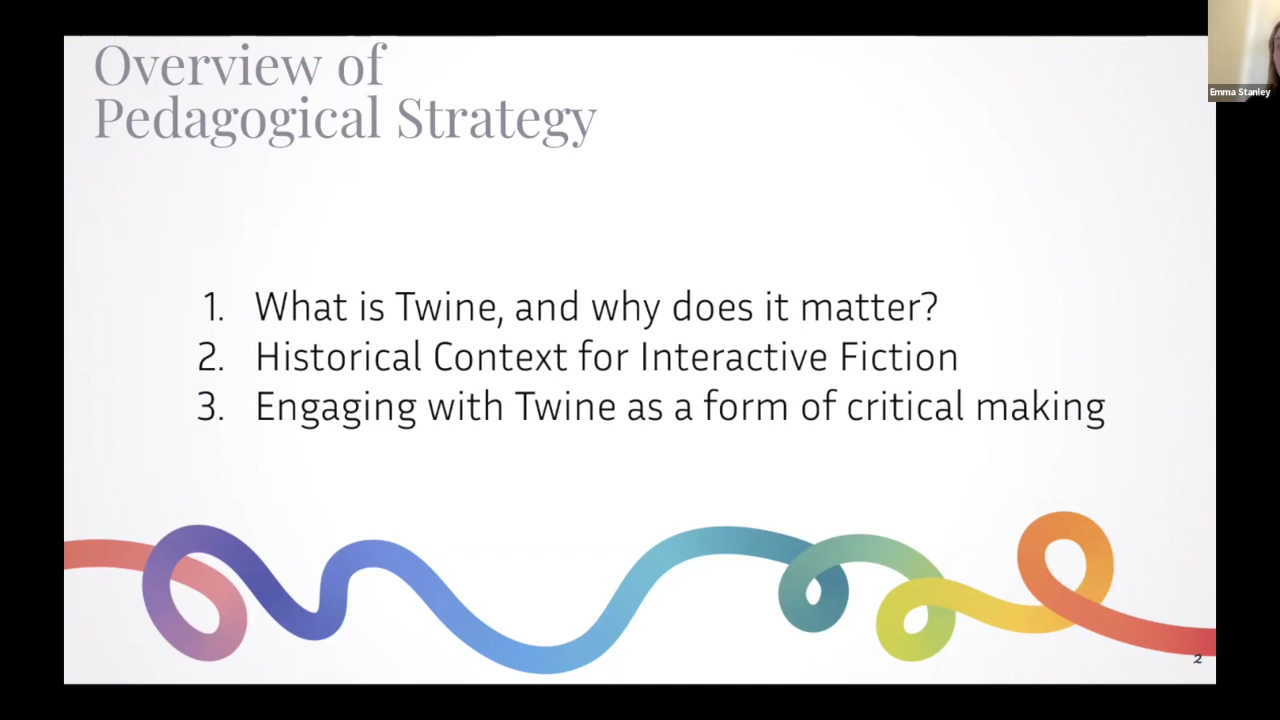 Overview of
Pedagogical Strategy
Emma Stanley
1. What is Twine, and why does it matter?
2. Historical Context for Interactive Fiction
3. Engaging with Twine as a form of critical making
2